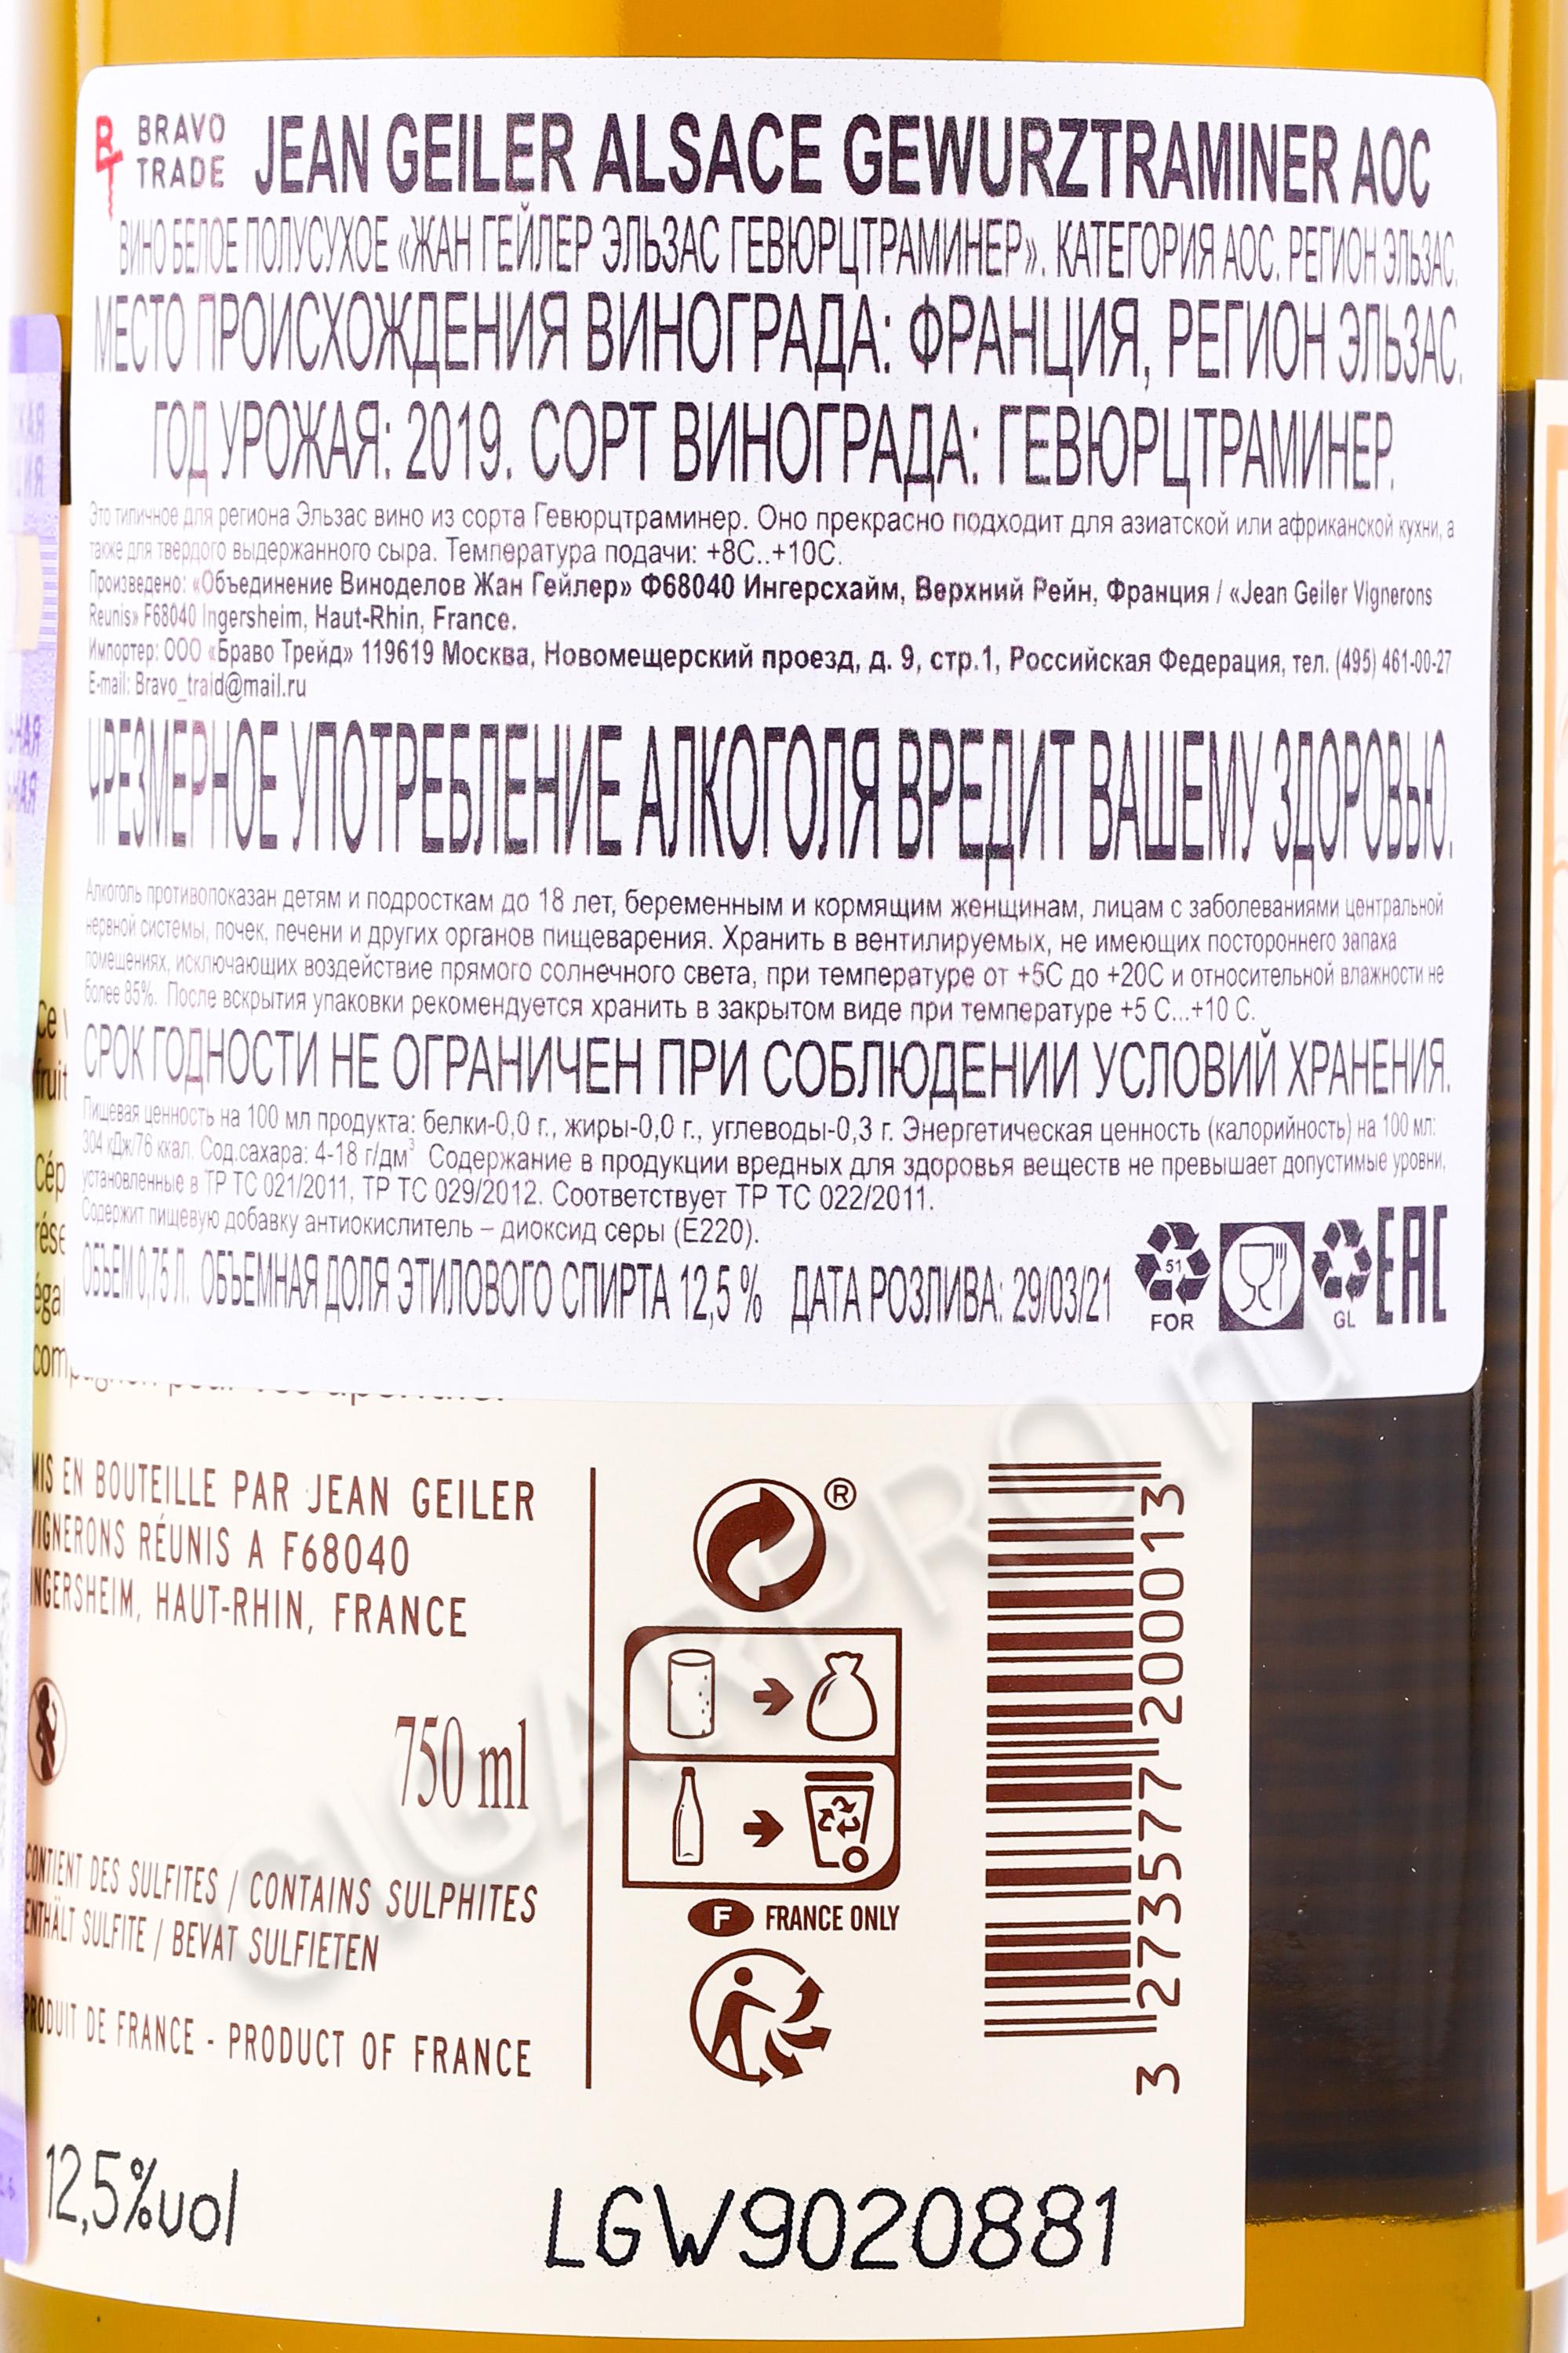 BRAVO
TRADE
JEAN GEILER ALSACE GEWURZTRAMINER AOC
ВИНО БЕЛОЕ ПОЛУСУХОЕ «ЖАН ГЕЙЛЕР ЭЛЬЗАС ГЕВЮРЦТРАМИНЕР». КАТЕГОРИЯ АОС. РЕГИОН ЭЛЬЗАС.
МЕСТО ПРОИСХОЖДЕНИЯ ВИНОГРАДА: ФРАНЦИЯ, РЕГИОН ЭЛЬЗАС.
ГОД УРОЖАЯ: 2019. СОРТ ВИНОГРАДА: ГЕВЮРЦТРАМИНЕР.
Это типичное для региона Эльзас вино из сорта Гевюрцтраминер. Оно прекрасно подходит для азиатской или африканской кухни, а
также для твердого выдержанного сыра. Температура подачи: +8С..+10С.
Произведено: «Объединение Виноделов Жан Гейлер» Ф68040 Ингерсхайм, Верхний Рейн, Франция / «Jean Geiler Vignerons
Reunis» F68040 Ingersheim, Haut-Rhin, France.
Импортер: ООО «Браво Трейд» 119619 Москва, Новомещерский проезд, д. 9, стр.1, Российская Федерация, тел. (495) 461-00-27
E-mail: Bravo_traid@mail.ru
ЧРЕЗМЕРНОЕ УПОТРЕБЛЕНИЕ АЛКОГОЛЯ ВРЕДИТ ВАШЕМУ ЗДОРОВЬЮ.
Алкоголь противопоказан детям и подросткам до 18 лет, беременным и кормящим женщинам, лицам с заболеваниями центральной
нервной системы, почек, печени и других органов пищеварения. Хранить в вентилируемых, не имеющих постороннего запаха
помещениях, исключающих воздействие прямого солнечного света, при температуре от +5С до +20С и относительной влажности не
более 85%. После вскрытия упаковки рекомендуется хранить в закрытом виде при температуре +5 С...+10 С.
СРОК ГОДНОСТИ НЕ ОГРАНИЧЕН ПРИ СОБЛЮДЕНИИ УСЛОВИЙ ХРАНЕНИЯ.
Пищевая ценность на 100 мл продукта: белки-0,0 г., жиры-0,0 г., углеводы-0,3 г. Энергетическая ценность (калорийность) на 100 мл:
304 кДж/76 ккал. Сод.сахара: 4-18 г/дм³ Содержание в продукции вредных для здоровья веществ не превышает допустимые уровни,
установленные в ТР ТС 021/2011, ТР ТС 029/2012. Соответствует ТР ТС 022/2011.
Содержит пищевую добавку антиокислитель – диоксид серы (Е220).
ОБЪЕМ 0,75 Л. ОБЪЕМНАЯ ДОЛЯ ЭТИЛОВОГО СПИРТА 12,5 % ДАТА РОЗЛИВА: 29/03/21
51
FOR
GL
EAC
MIS EN BOUTEILLE PAR JEAN GEILER
VIGNERONS RÉUNIS A F68040
INGERSHEIM, HAUT-RHIN, FRANCE
750 ml
CONTIENT DES SULFITES / CONTAINS SULPHITES
ENTHÄLT SULFITE / BEVAT SULFIETEN
PRODUIT DE FRANCE - PRODUCT OF FRANCE
®
F FRANCE ONLY
3 273577 200013
12,5%vol
LGW9020881
CIGARPRO.ru